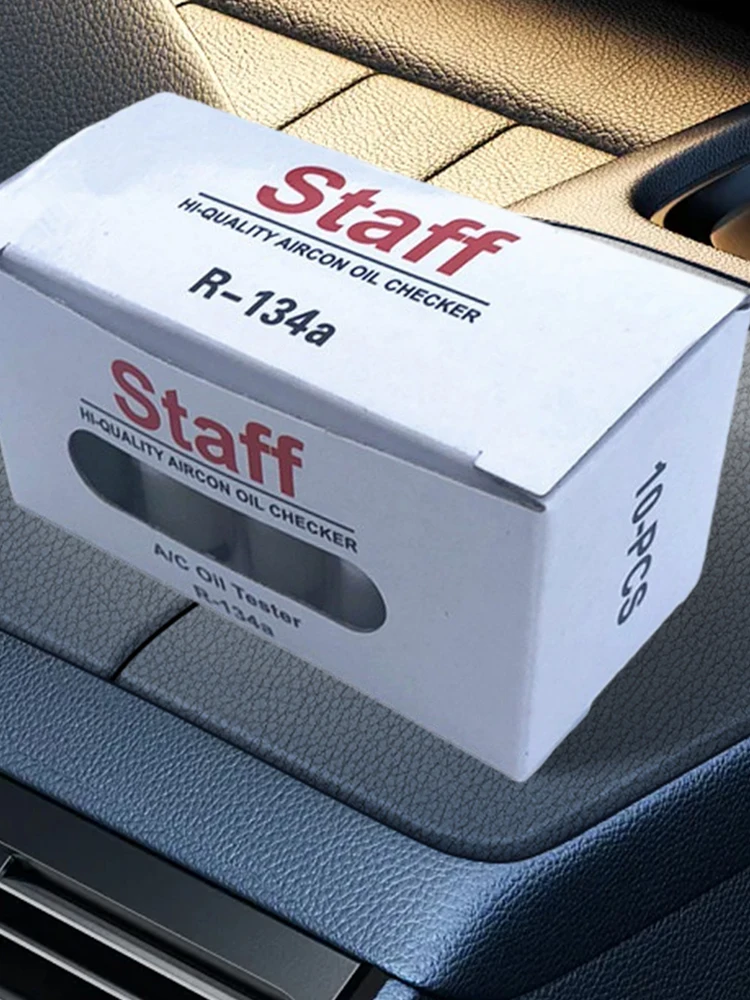 Staff
HI-QUALITY AIRCON OIL CHECKER
R-134a
Staff
HI-QUALITY AIRCON OIL CHECKER
A/C Oil Tester
R-134a
10-PCS